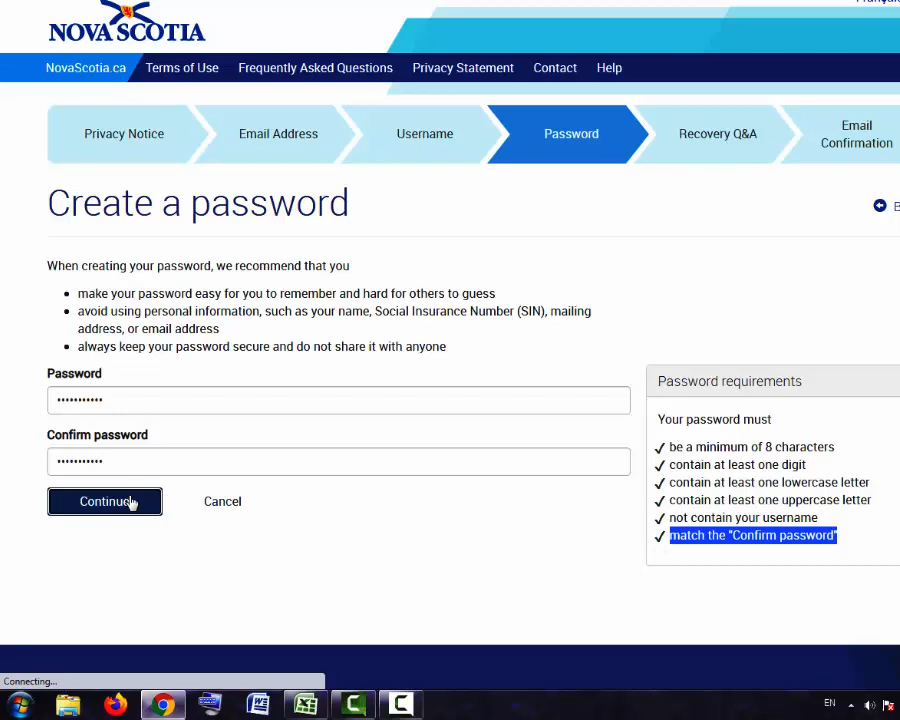 Français
NOVA SCOTIA
NovaScotia.ca Terms of Use Frequently Asked Questions Privacy Statement Contact Help
Privacy Notice Email Address Username Password Recovery Q&A Email Confirmation
Create a password
B
When creating your password, we recommend that you
make your password easy for you to remember and hard for others to guess
avoid using personal information, such as your name, Social Insurance Number (SIN), mailing
address, or email address
always keep your password secure and do not share it with anyone
Password
Confirm password
Continue Cancel
Password requirements
Your password must
be a minimum of 8 characters
contain at least one digit
contain at least one lowercase letter
contain at least one uppercase letter
not contain your username
match the "Confirm password"
Connecting...
EN